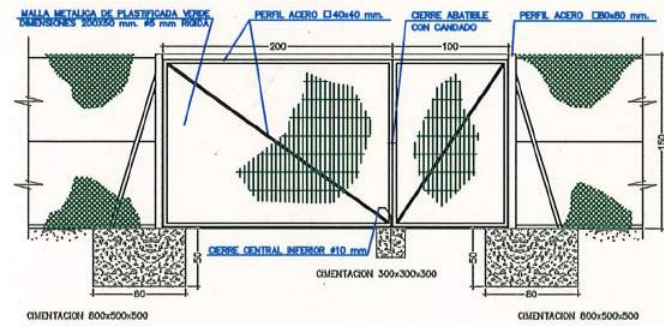 MALLA METALICA DE PLASTIFICADA VERDE
DIMENSIONES 200X50 mm. ø5 mm RIGIDA
PERFIL ACERO □40x40 mm.
CIERRE ABATIBLE
CON CANDADO
PERFIL ACERO □80x80 mm.
200
100
150
CIERRE CENTRAL INFERIOR ø10 mm
50
50
CIMENTACION 300x300x300
80
80
CIMENTACION 800x500x500
CIMENTACION 800x500x500